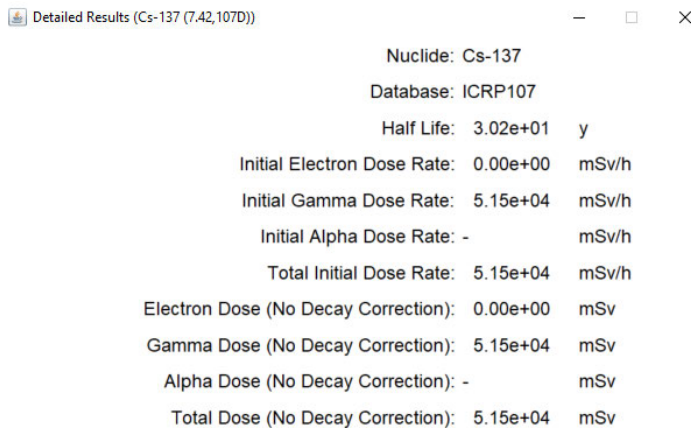 Detailed Results (Cs-137 (7.42,107D))
Nuclide: Cs-137
Database: ICRP107
Half Life: 3.02e+01 y
Initial Electron Dose Rate: 0.00e+00 mSv/h
Initial Gamma Dose Rate: 5.15e+04 mSv/h
Initial Alpha Dose Rate: - mSv/h
Total Initial Dose Rate: 5.15e+04 mSv/h
Electron Dose (No Decay Correction): 0.00e+00 mSv
Gamma Dose (No Decay Correction): 5.15e+04 mSv
Alpha Dose (No Decay Correction): - mSv
Total Dose (No Decay Correction): 5.15e+04 mSv